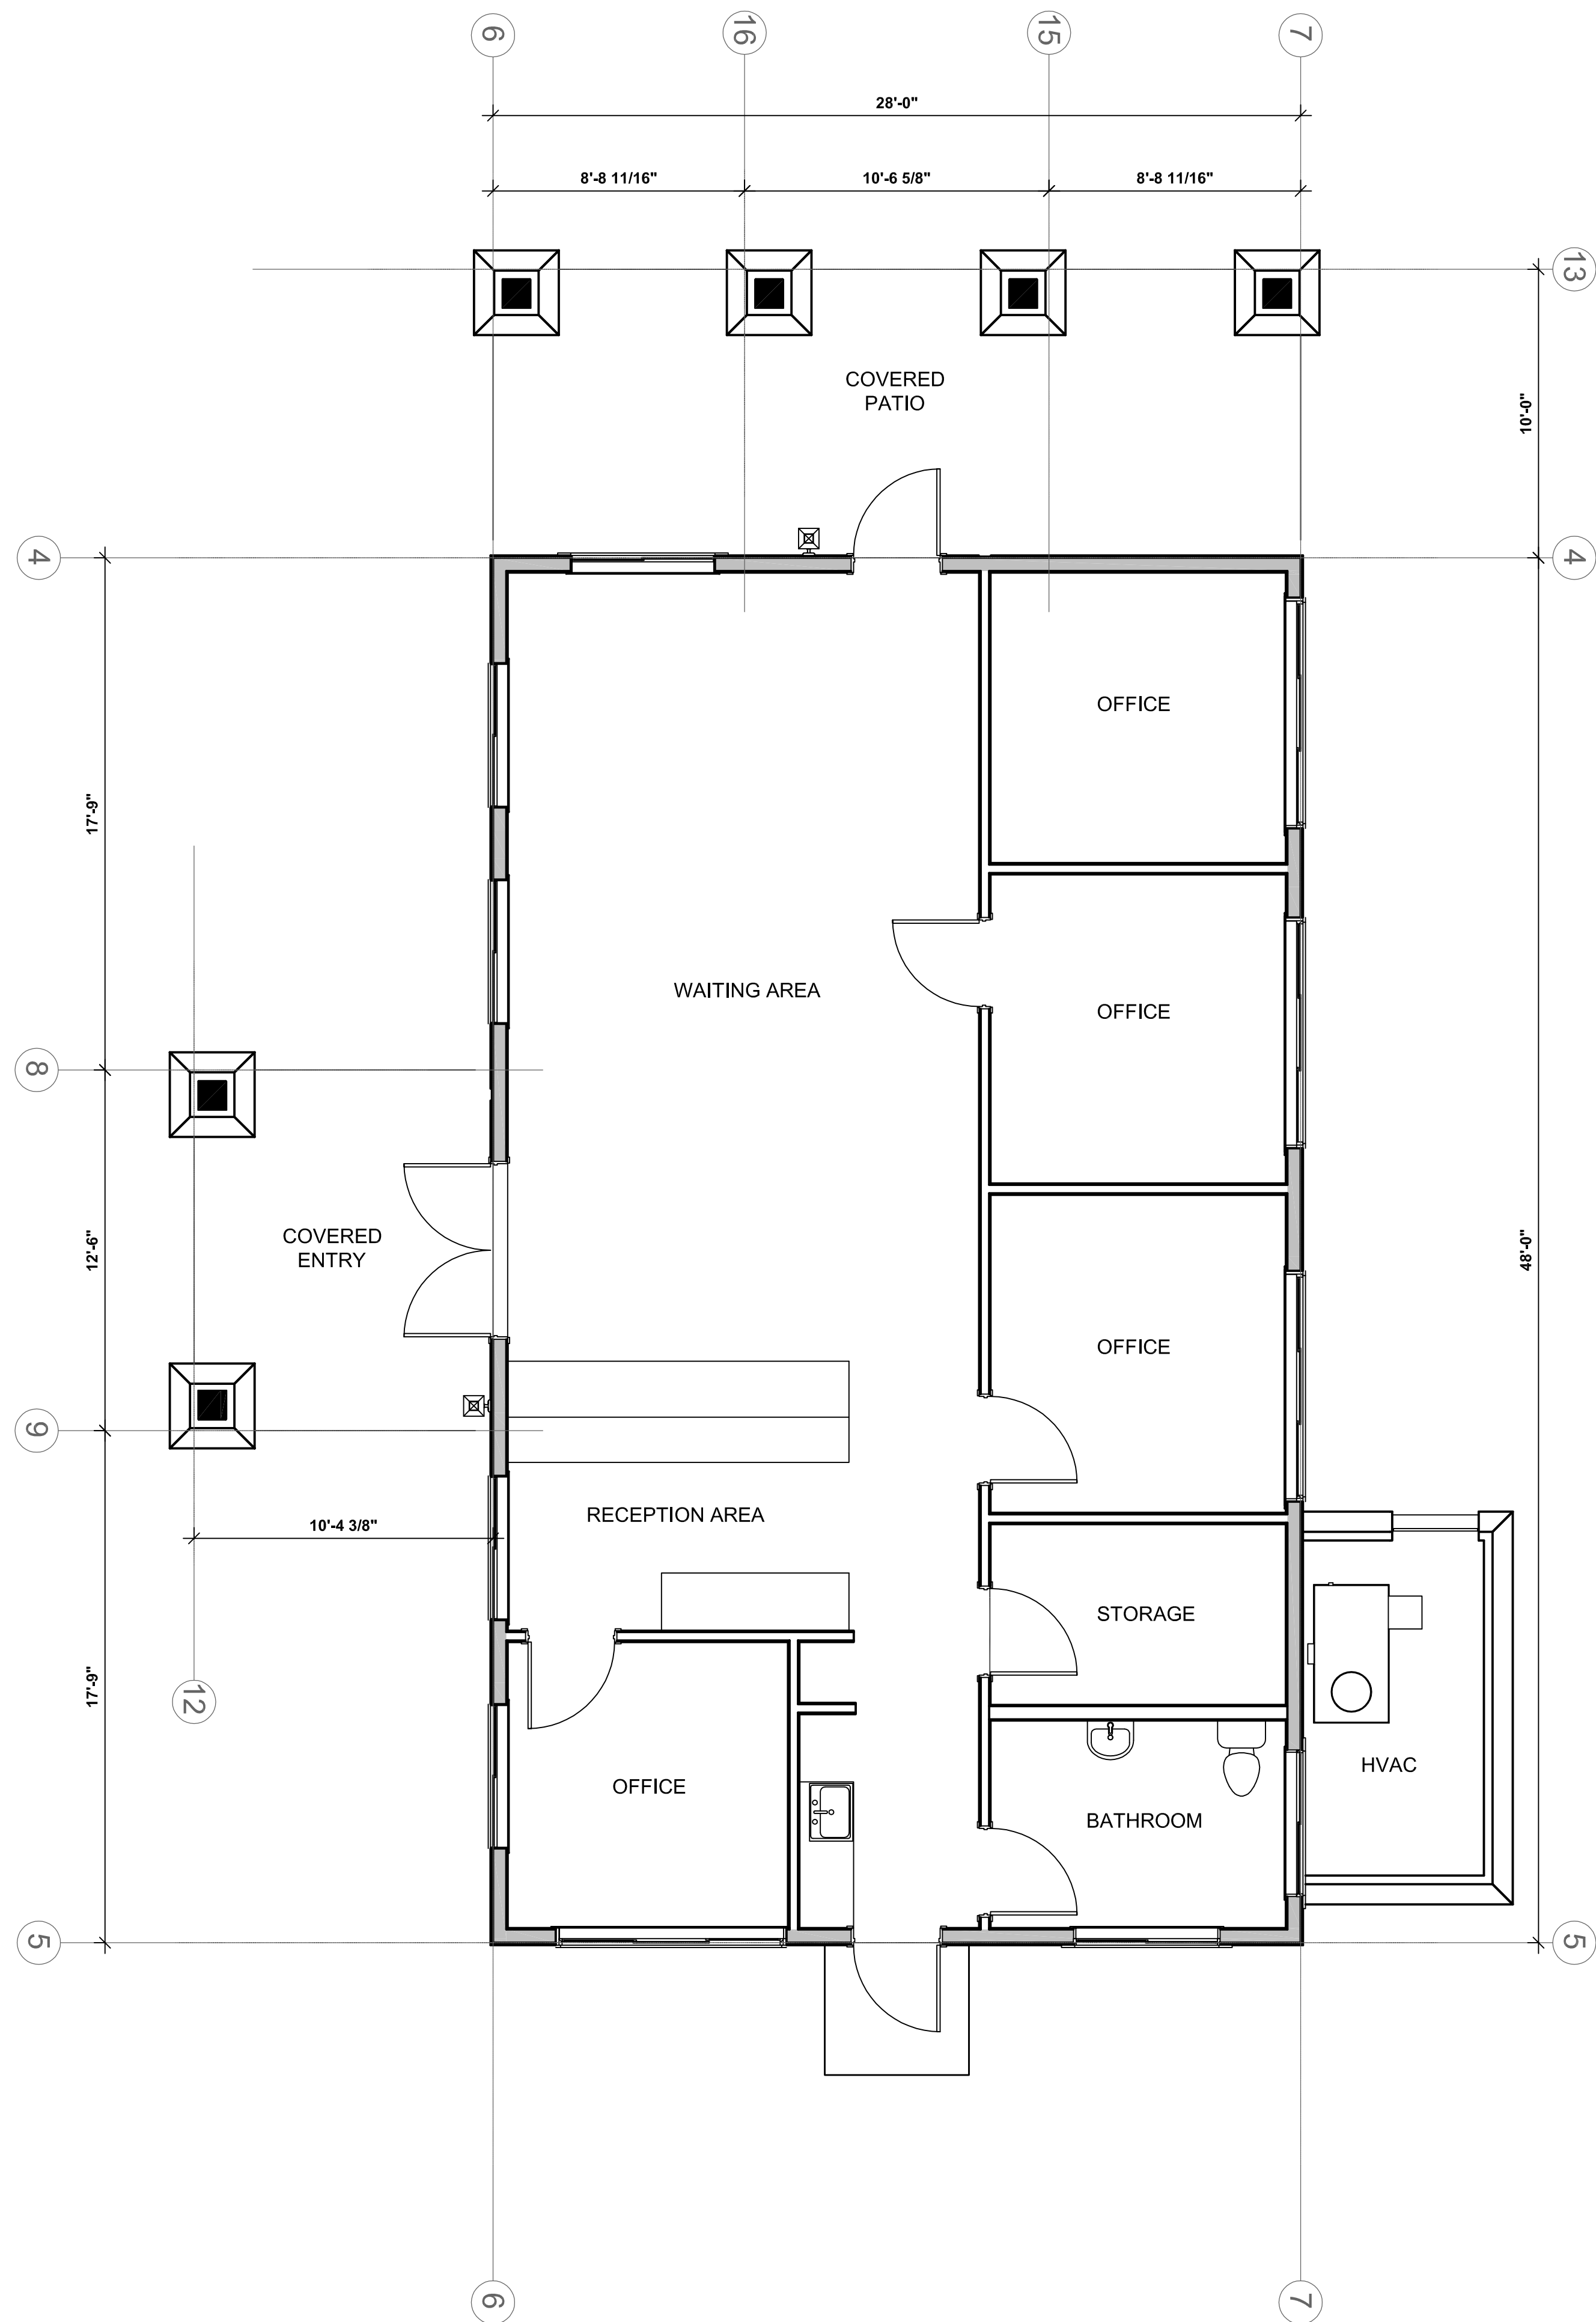 6
16
15
7
28'-0"
8'-8 11/16"
10'-6 5/8"
8'-8 11/16"
13
COVERED
PATIO
10'-0"
4
4
OFFICE
17'-9"
WAITING AREA
OFFICE
8
COVERED
ENTRY
12'-6"
48'-0"
OFFICE
9
RECEPTION AREA
10'-4 3/8"
STORAGE
17'-9"
12
HVAC
OFFICE
BATHROOM
5
5
6
7